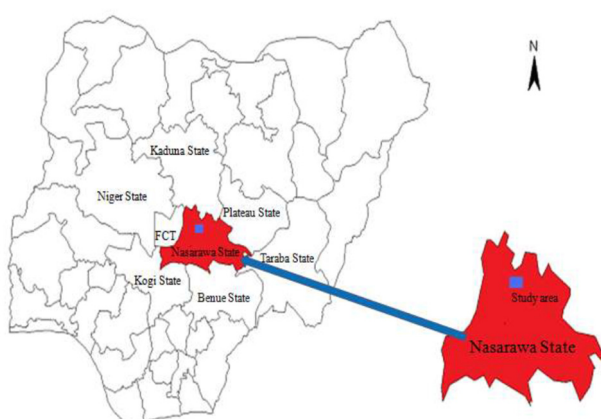 N
Kaduna State
Niger State
Plateau State
FCT
Nasarawa State
Taraba State
Kogi State
Benue State
Study area
Nasarawa State